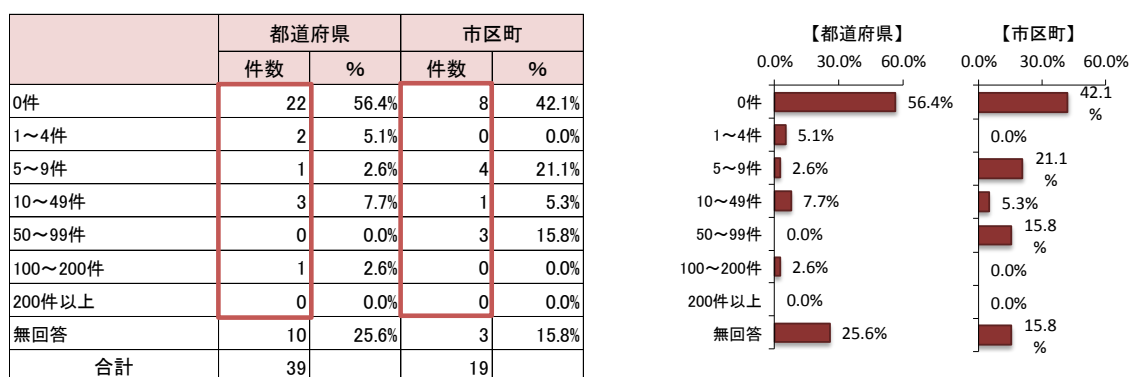 都道府県 市区町
件数 % 件数 %
0件 22 56.4% 8 42.1%
1～4件 2 5.1% 0 0.0%
5～9件 1 2.6% 4 21.1%
10～49件 3 7.7% 1 5.3%
50～99件 0 0.0% 3 15.8%
100～200件 1 2.6% 0 0.0%
200件以上 0 0.0% 0 0.0%
無回答 10 25.6% 3 15.8%
合計 39 19
【都道府県】
0.0% 30.0% 60.0%
0件 56.4%
1～4件 5.1%
5～9件 2.6%
10～49件 7.7%
50～99件 0.0%
100～200件 2.6%
200件以上 0.0%
無回答 25.6%
【市区町】
0.0% 30.0% 60.0%
42.1
%
0.0%
21.1
%
5.3%
15.8
%
0.0%
0.0%
15.8
%